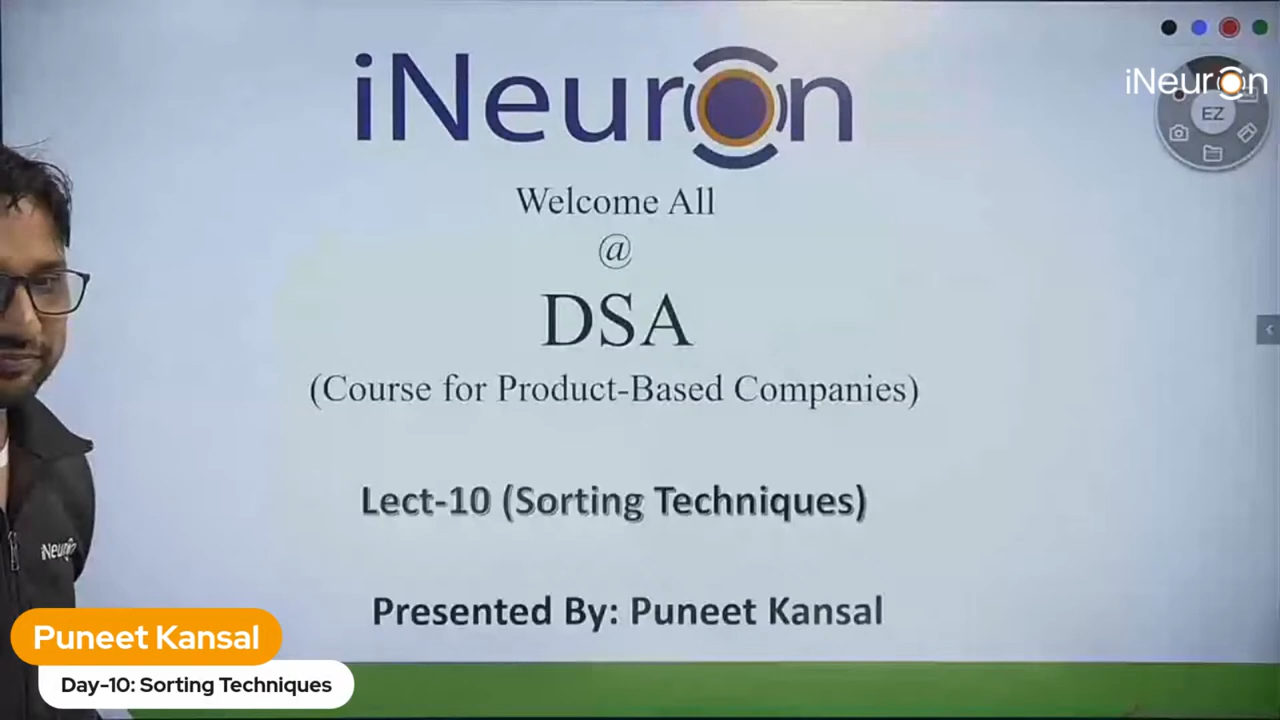 iNeuron
iNeuron
EZ
Welcome All
@
DSA
(Course for Product-Based Companies)
Lect-10 (Sorting Techniques)
Presented By: Puneet Kansal
iNeuron
Puneet Kansal
Day-10: Sorting Techniques